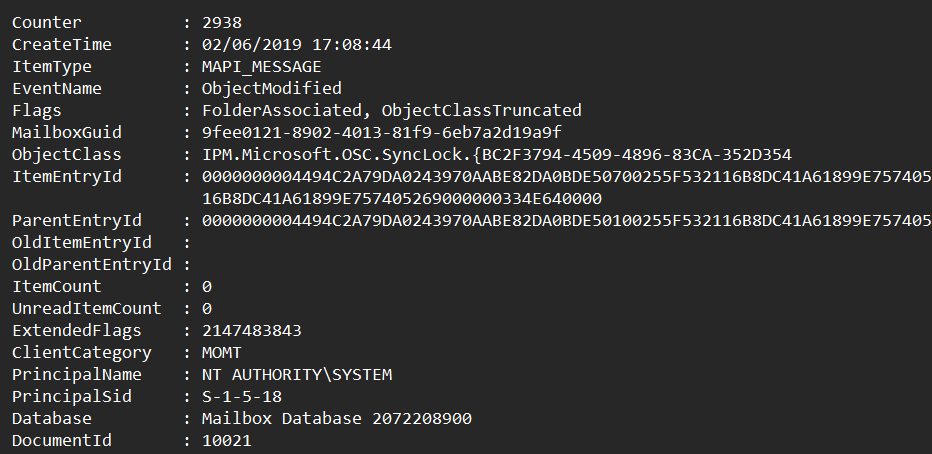 Counter : 2938
CreateTime : 02/06/2019 17:08:44
ItemType : MAPI_MESSAGE
EventName : ObjectModified
Flags : FolderAssociated, ObjectClassTruncated
MailboxGuid : 9fee0121-8902-4013-81f9-6eb7a2d19a9f
ObjectClass : IPM.Microsoft.OSC.SyncLock.{BC2F3794-4509-4896-83CA-352D354
ItemEntryId : 0000000004494C2A79DA0243970AABE82DA0BDE50700255F532116B8DC41A61899E757405
16B8DC41A61899E757405269000000334E640000
ParentEntryId : 0000000004494C2A79DA0243970AABE82DA0BDE50100255F532116B8DC41A61899E757405
OldItemEntryId :
OldParentEntryId :
ItemCount : 0
UnreadItemCount : 0
ExtendedFlags : 2147483843
ClientCategory : MOMT
PrincipalName : NT AUTHORITY\SYSTEM
PrincipalSid : S-1-5-18
Database : Mailbox Database 2072208900
DocumentId : 10021